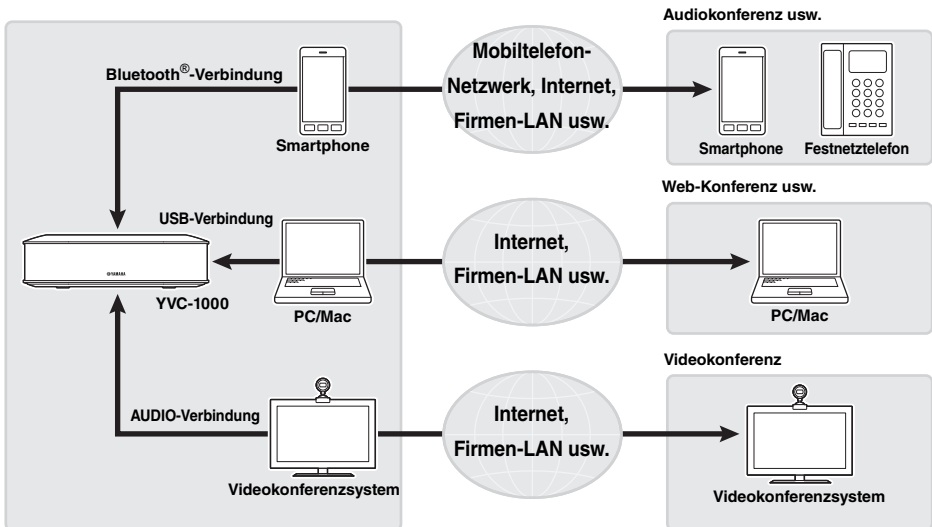 Audiokonferenz usw.
Bluetooth®-Verbindung
Smartphone
Mobiltelefon-
Netzwerk, Internet,
Firmen-LAN usw.
Smartphone
Festnetztelefon
Web-Konferenz usw.
USB-Verbindung
YAMAHA
YVC-1000
PC/Mac
Internet,
Firmen-LAN usw.
PC/Mac
Videokonferenz
AUDIO-Verbindung
Videokonferenzsystem
Internet,
Firmen-LAN usw.
Videokonferenzsystem